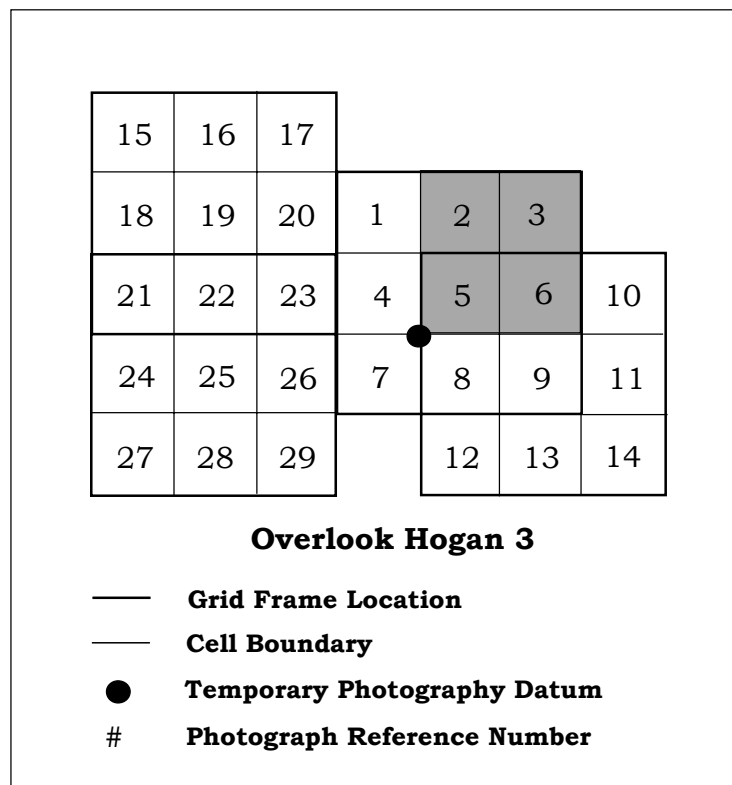 15 16 17
18 19 20 1 2 3
21 22 23 4 5 6 10
24 25 26 7 8 9 11
27 28 29 12 13 14
Overlook Hogan 3
Grid Frame Location
Cell Boundary
Temporary Photography Datum
# Photograph Reference Number